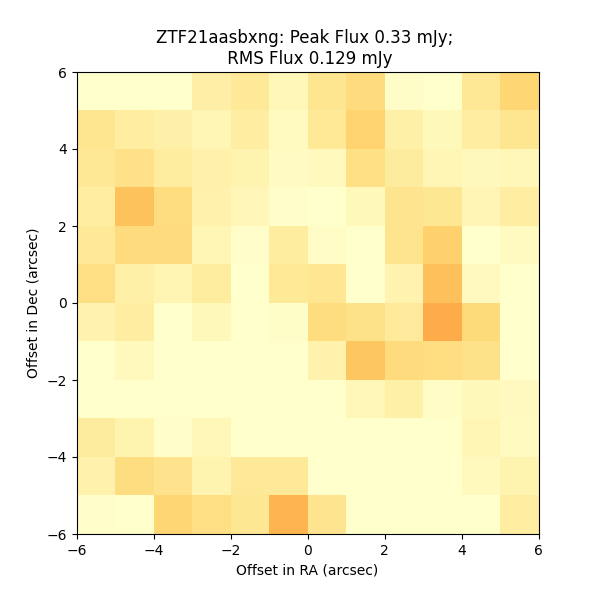 ZTF21aasbxng: Peak Flux 0.33 mJy;
RMS Flux 0.129 mJy
6
4
2
0
−2
−4
−6
Offset in Dec (arcsec)
−6 −4 −2 0 2 4 6
Offset in RA (arcsec)